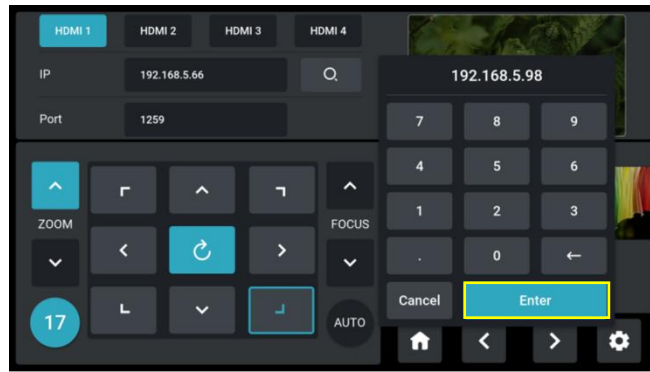 HDMI 1 HDMI 2 HDMI 3 HDMI 4
IP 192.168.5.66
Port 1259
192.168.5.98
7 8 9
4 5 6
1 2 3
. 0 ←
Cancel Enter
ZOOM
FOCUS
17
AUTO